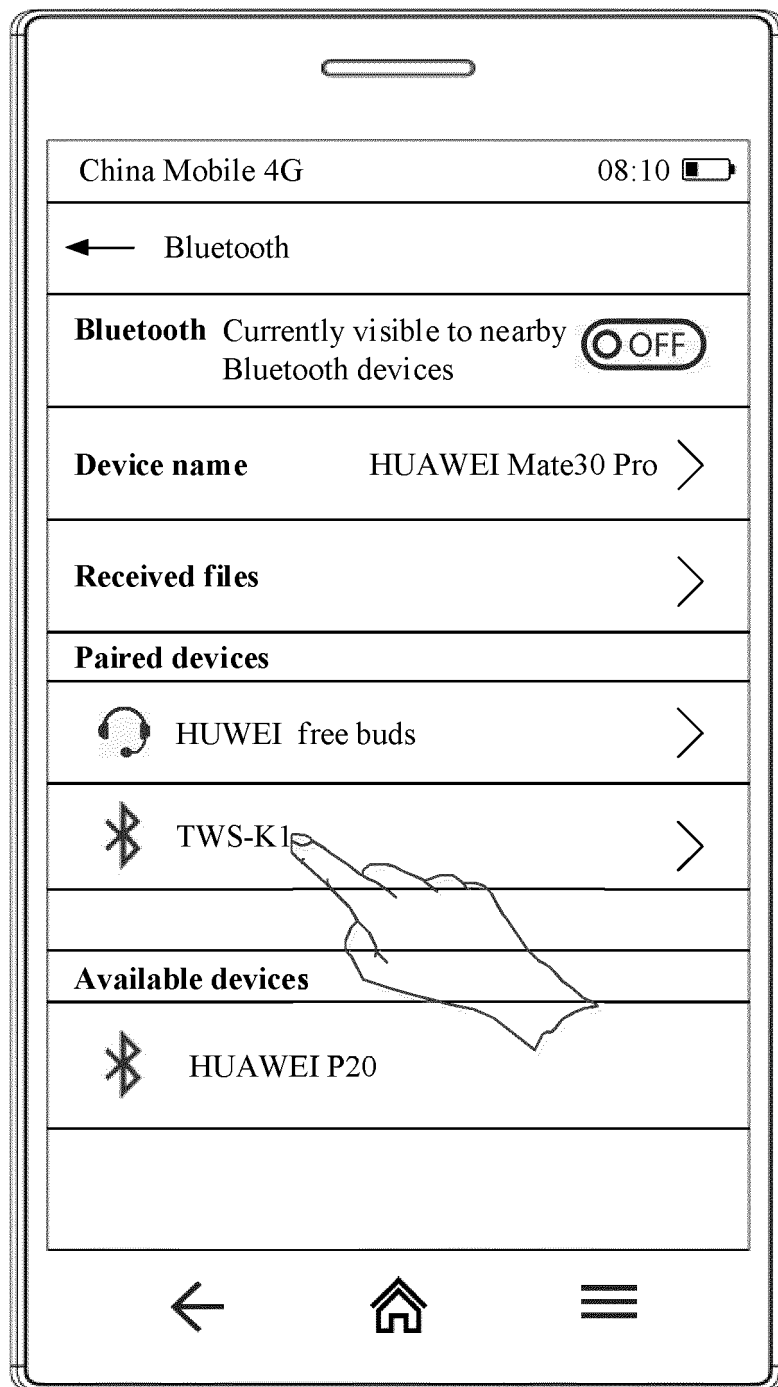 China Mobile 4G 08:10
Bluetooth
Bluetooth Currently visible to nearby OFF
Bluetooth devices
Device name HUAWEI Mate30 Pro
Received files
Paired devices
HUWEI free buds
TWS-K1
Available devices
HUAWEI P20